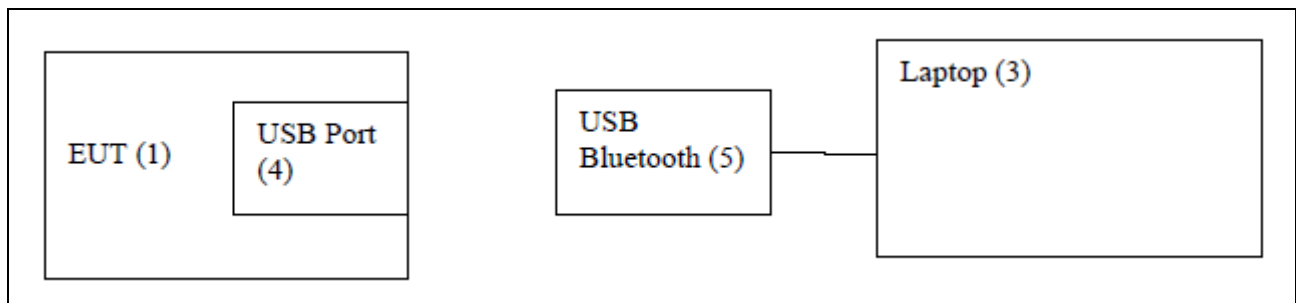 EUT (1)
USB Port
(4)
USB
Bluetooth (5)
Laptop (3)